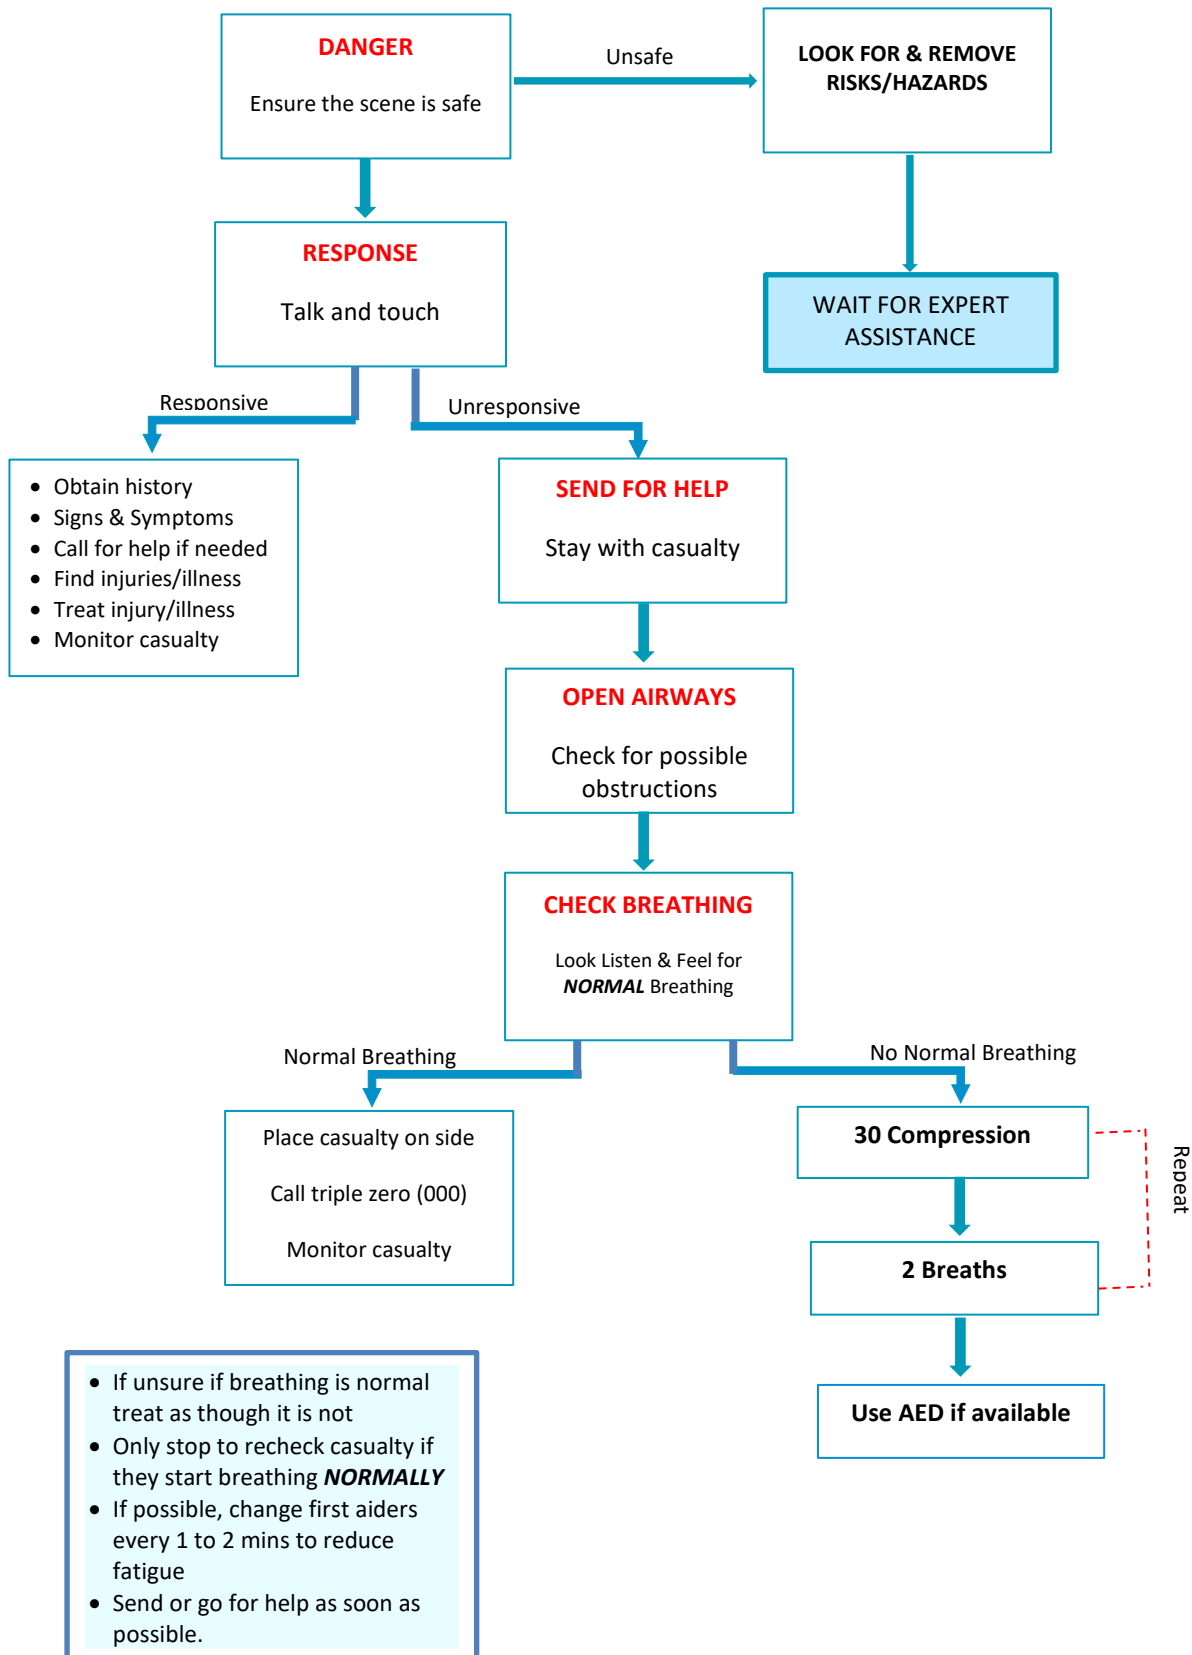 DANGER
Ensure the scene is safe
Unsafe
LOOK FOR & REMOVE
RISKS/HAZARDS
RESPONSE
Talk and touch
WAIT FOR EXPERT
ASSISTANCE
Responsive
Unresponsive
• Obtain history
• Signs & Symptoms
• Call for help if needed
• Find injuries/illness
• Treat injury/illness
• Monitor casualty
SEND FOR HELP
Stay with casualty
OPEN AIRWAYS
Check for possible
obstructions
CHECK BREATHING
Look Listen & Feel for
NORMAL Breathing
Normal Breathing
No Normal Breathing
Place casualty on side
Call triple zero (000)
Monitor casualty
30 Compression
Repeat
2 Breaths
Use AED if available
• If unsure if breathing is normal
treat as though it is not
• Only stop to recheck casualty if
they start breathing NORMALLY
• If possible, change first aiders
every 1 to 2 mins to reduce
fatigue
• Send or go for help as soon as
possible.